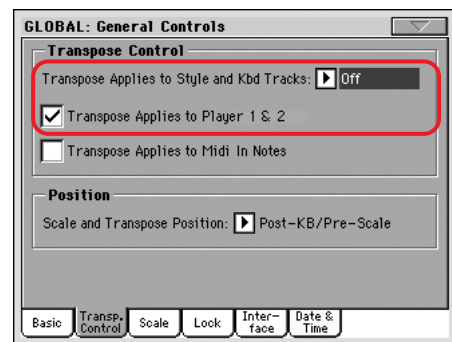 GLOBAL: General Controls
Transpose Control
Transpose Applies to Style and Kbd Tracks: Off
Transpose Applies to Player 1 & 2
Transpose Applies to Midi In Notes
Position
Scale and Transpose Position: Post-KB/Pre-Scale
Basic Transp. Control Scale Lock Inter-face Date & Time